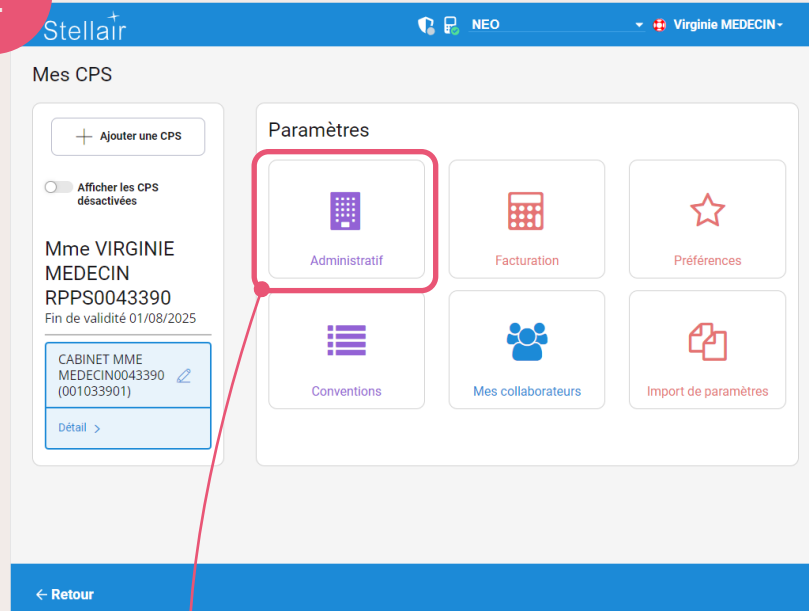 Stellair
NEO
Virginie MEDECIN
Mes CPS
Ajouter une CPS
Afficher les CPS
désactivées
Mme VIRGINIE
MEDECIN
RPPS0043390
Fin de validité 01/08/2025
CABINET MME
MEDECIN0043390
(001033901)
Détail >
Paramètres
Administratif
Facturation
Préférences
Conventions
Mes collaborateurs
Import de paramètres
← Retour